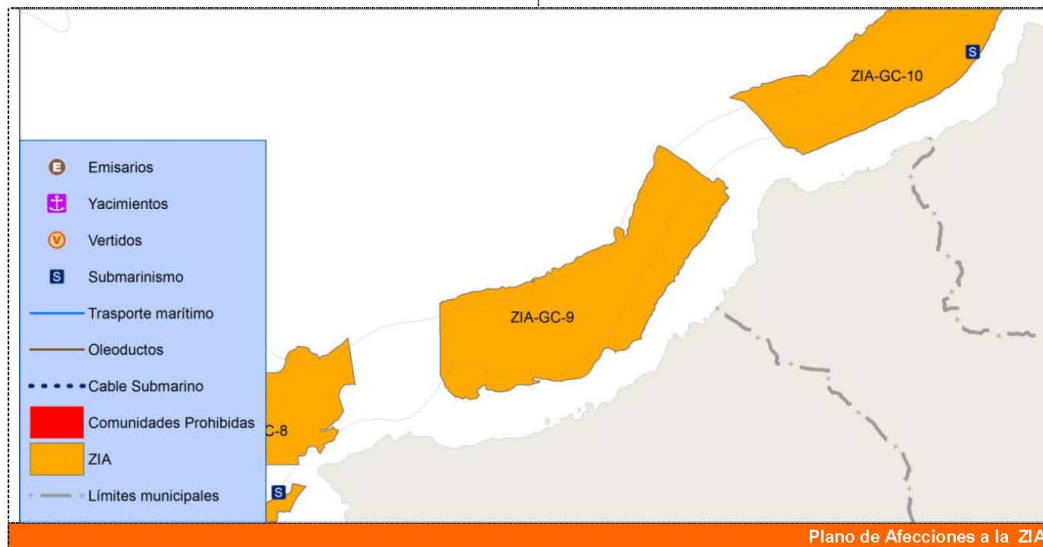 ZIA-GC-10
S
ZIA-GC-9
E Emisarios
Yacimientos
V Vertidos
S Submarinismo
Trasporte marítimo
Oleoductos
Cable Submarino
Comunidades Prohibidas
C-8
ZIA
Límites municipales
S
Plano de Afecciones a la ZIA